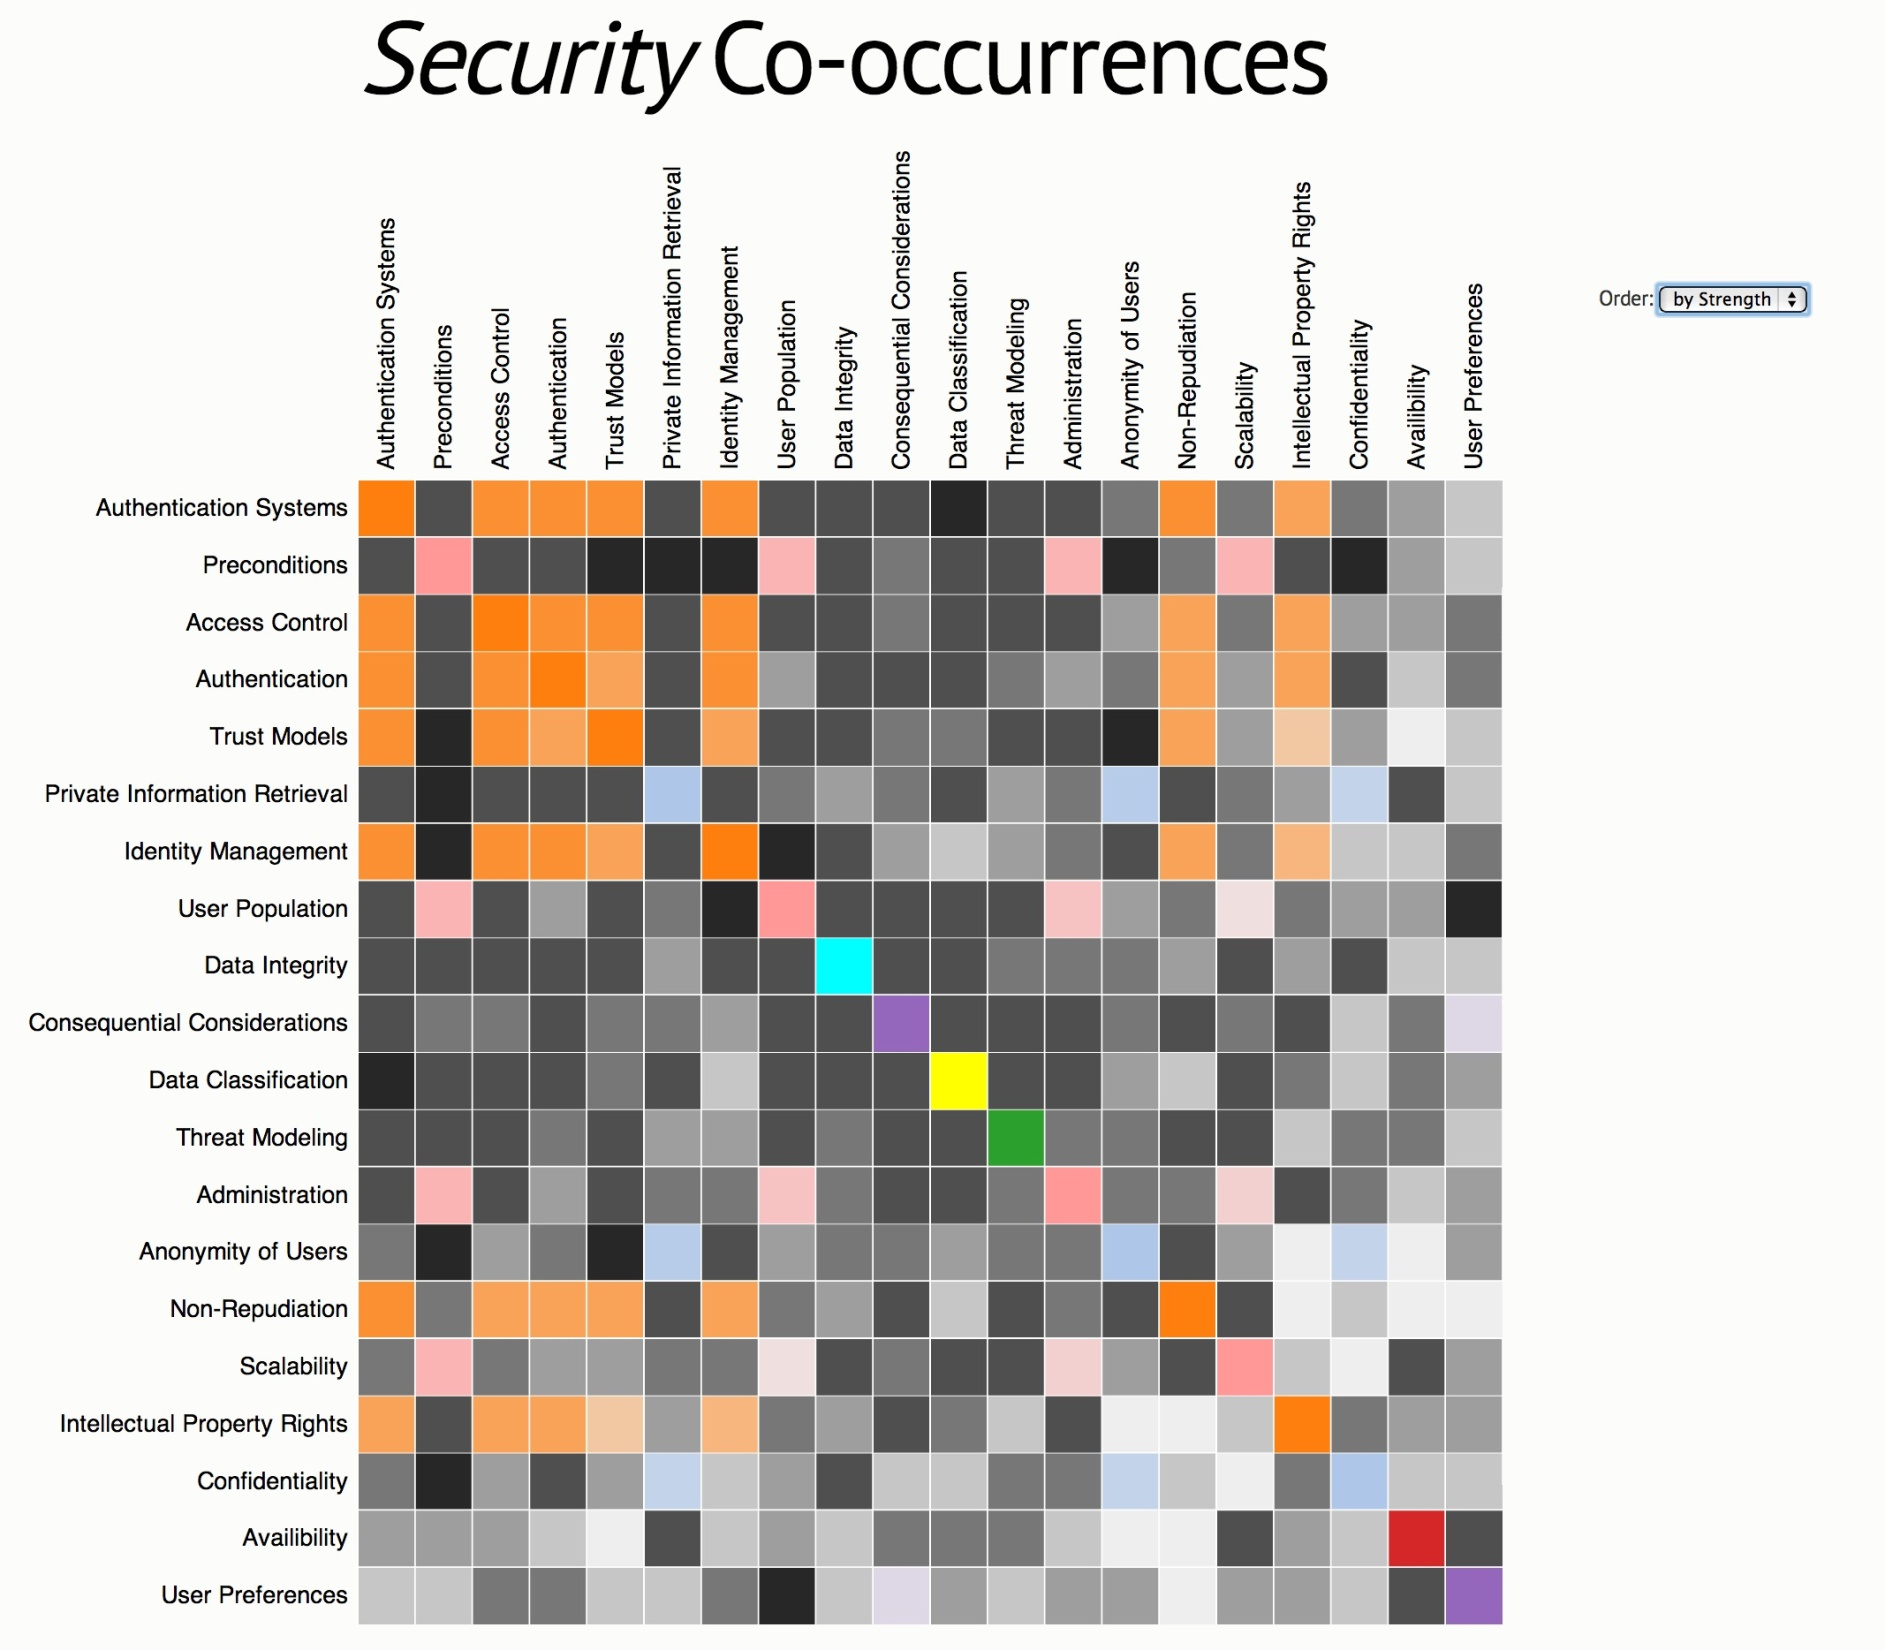 Security Co-occurrences
Authentication Systems
Preconditions
Access Control
Authentication
Trust Models
Private Information Retrieval
Identity Management
User Population
Data Integrity
Consequential Considerations
Data Classification
Threat Modeling
Administration
Anonymity of Users
Non-Repudiation
Scalability
Intellectual Property Rights
Confidentiality
Availibility
User Preferences
Order: by Strength
Authentication Systems
Preconditions
Access Control
Authentication
Trust Models
Private Information Retrieval
Identity Management
User Population
Data Integrity
Consequential Considerations
Data Classification
Threat Modeling
Administration
Anonymity of Users
Non-Repudiation
Scalability
Intellectual Property Rights
Confidentiality
Availibility
User Preferences